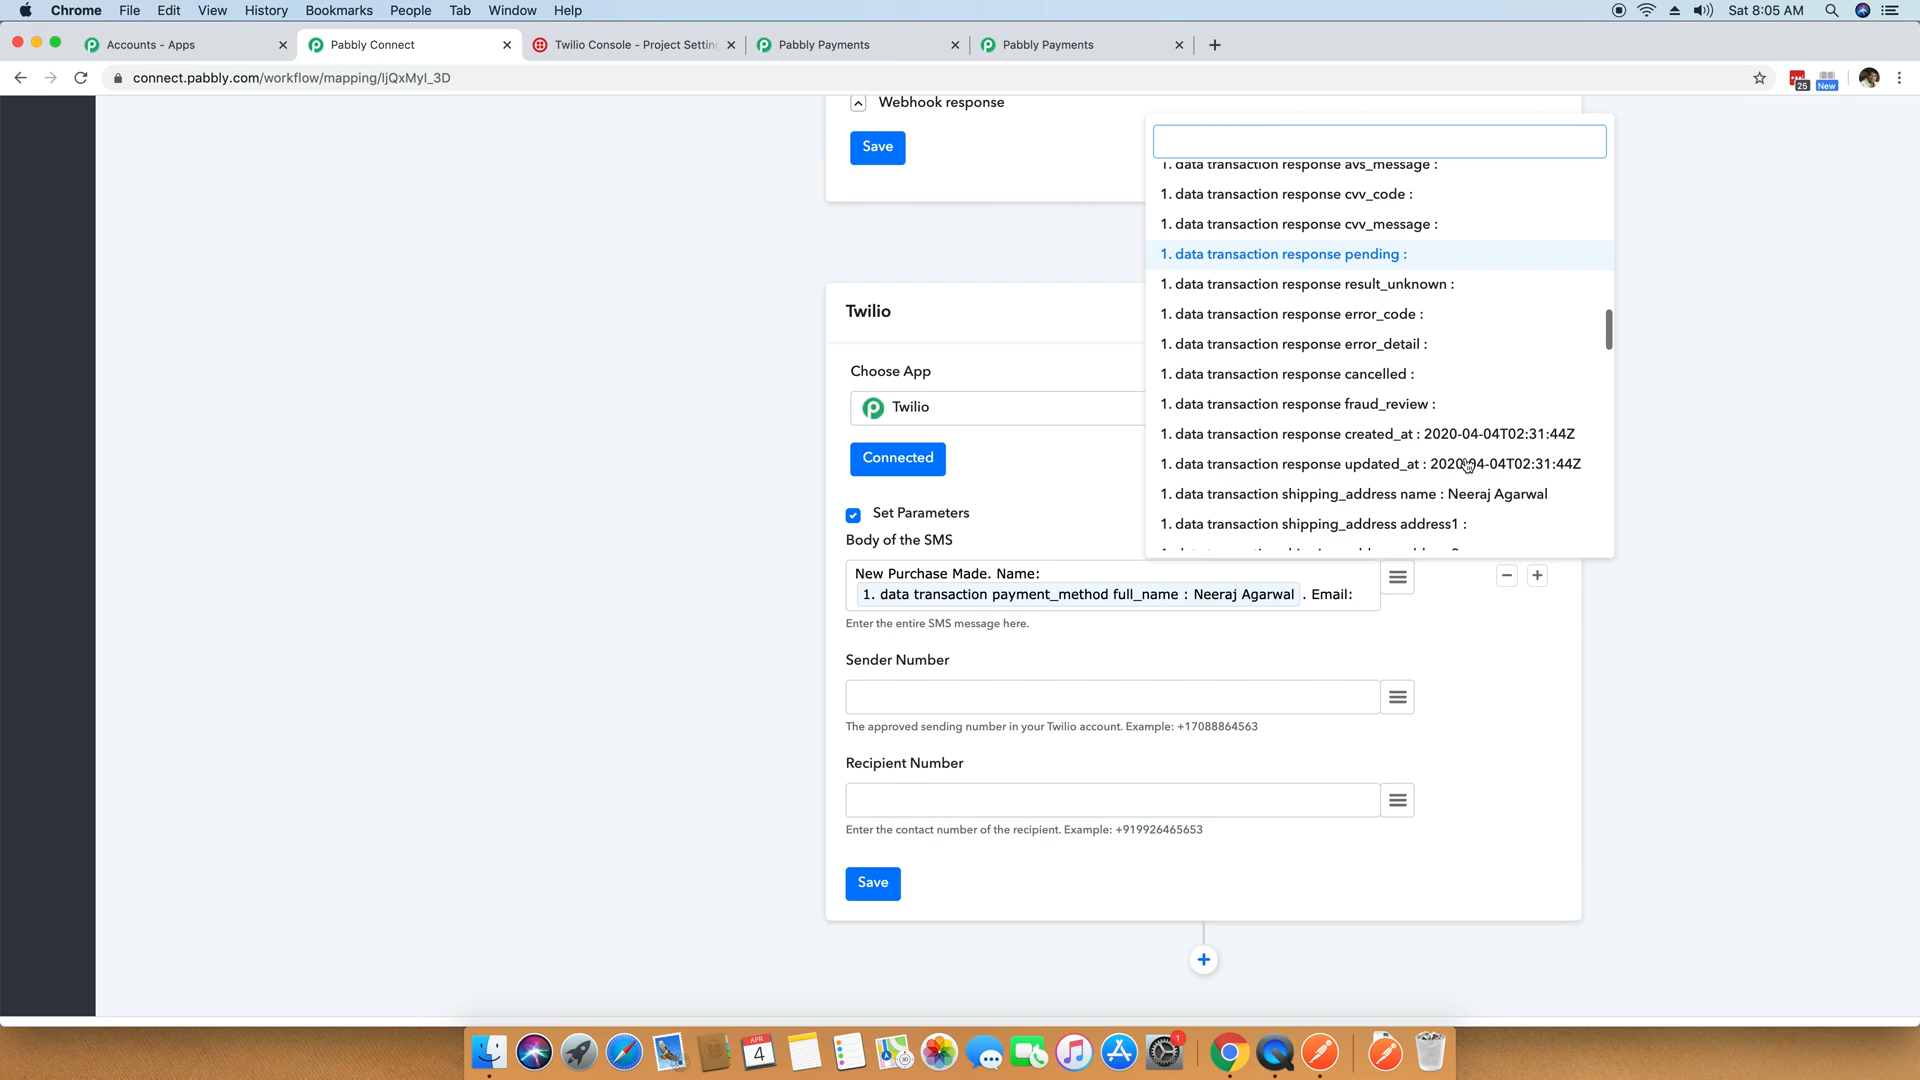 Chrome File Edit View History Bookmarks People Tab Window Help Sat 8:05 AM
Accounts - Apps Pabbly Connect Twilio Console - Project Settin Pabbly Payments Pabbly Payments
connect.pabbly.com/workflow/mapping/IjQxMyI_3D 25 New
Webhook response
Save
1. data transaction response avs_message :
1. data transaction response cvv_code :
1. data transaction response cvv_message :
1. data transaction response pending :
1. data transaction response result_unknown :
1. data transaction response error_code :
1. data transaction response error_detail :
1. data transaction response cancelled :
1. data transaction response fraud_review :
1. data transaction response created_at : 2020-04-04T02:31:44Z
1. data transaction response updated_at : 2020-04-04T02:31:44Z
1. data transaction shipping_address name : Neeraj Agarwal
1. data transaction shipping_address address1 :
Twilio
Choose App
Twilio
Connected
Set Parameters
Body of the SMS
New Purchase Made. Name:
1. data transaction payment_method full_name : Neeraj Agarwal . Email:
Enter the entire SMS message here.
Sender Number
The approved sending number in your Twilio account. Example: +17088864563
Recipient Number
Enter the contact number of the recipient. Example: +919926465653
Save
APR
4
3D
1